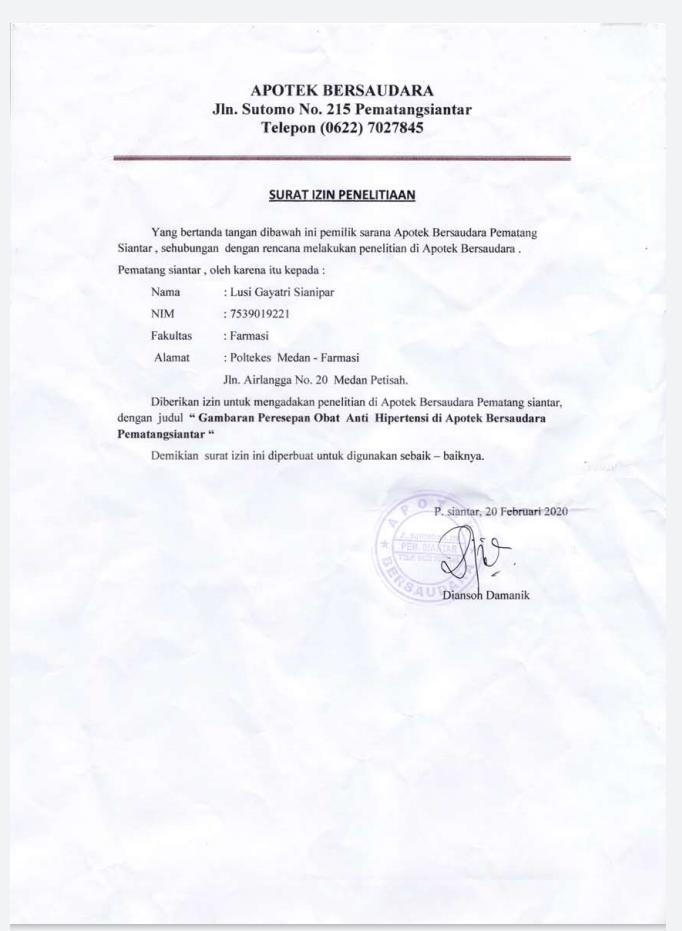 APOTEK BERSAUDARA
Jln. Sutomo No. 215 Pematangsiantar
Telepon (0622) 7027845
SURAT IZIN PENELITIAAN
Yang bertanda tangan dibawah ini pemilik sarana Apotek Bersaudara Pematang
Siantar , sehubungan dengan rencana melakukan penelitian di Apotek Bersaudara .
Pematang siantar , oleh karena itu kepada :
Nama : Lusi Gayatri Sianipar
NIM : 7539019221
Fakultas : Farmasi
Alamat : Poltekes Medan - Farmasi
Jln. Airlangga No. 20 Medan Petisah.
Diberikan izin untuk mengadakan penelitian di Apotek Bersaudara Pematang siantar,
dengan judul “ Gambaran Peresepan Obat Anti Hipertensi di Apotek Bersaudara
Pematangsiantar “
Demikian surat izin ini diperbuat untuk digunakan sebaik – baiknya.
P. siantar, 20 Februari 2020
APOTEK
PEM. SIANTAR
BERSAUDARA
Dianson Damanik